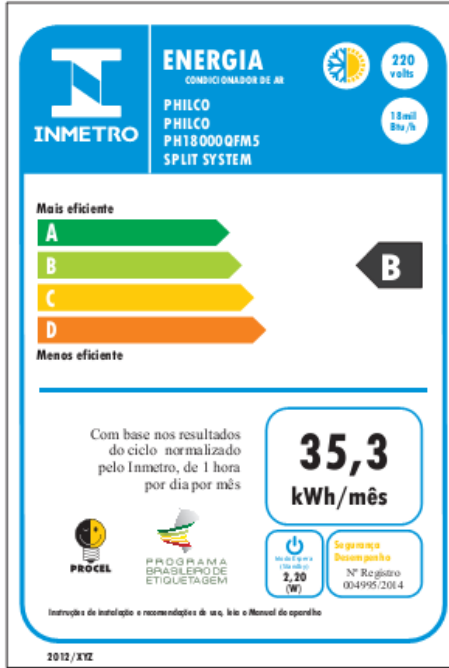 INMETRO
ENERGIA
CONDICIONADOR DE AR
PHILCO
PHILCO
PH18000QFM5
SPLIT SYSTEM
220
volts
18mil
Btu/h
Mais eficiente
A
B
C
D
Menos eficiente
B
Com base nos resultados
do ciclo normalizado
pelo Inmetro, de 1 hora
por dia por mês
35,3
kWh/mês
PROCEL
PROGRAMA
BRASILEIRO DE
ETIQUETAGEM
Modo Espera
(Standby)
2,20
(W)
Segurança
Desempenho
Nº Registro
004995/2014
Instruções de instalação e recomendações de uso, leia o Manual do aparelho
2012/XYZ